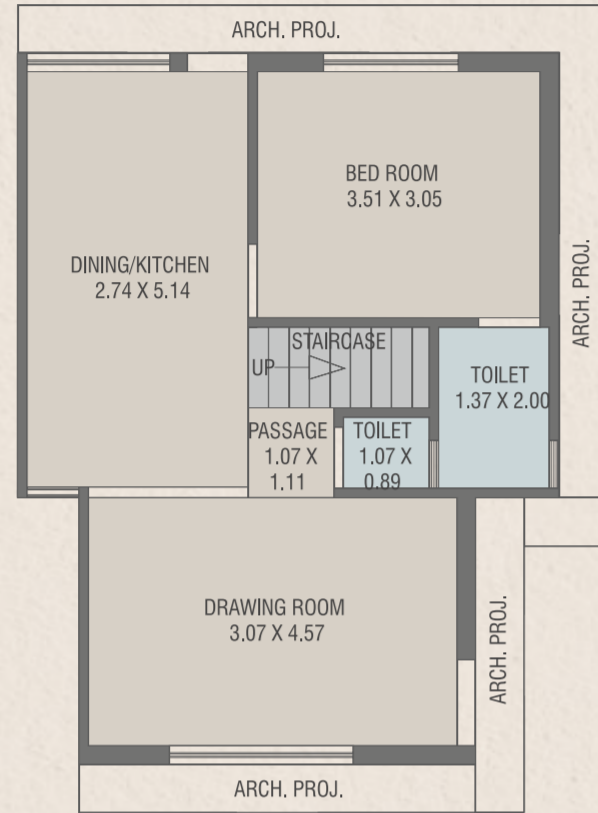 ARCH. PROJ.
BED ROOM
3.51 X 3.05
DINING/KITCHEN
2.74 X 5.14
ARCH. PROJ.
STAIRCASE
UP
TOILET
1.37 X 2.00
PASSAGE
1.07 X
1.11
TOILET
1.07 X
0.89
DRAWING ROOM
3.07 X 4.57
ARCH. PROJ.
ARCH. PROJ.